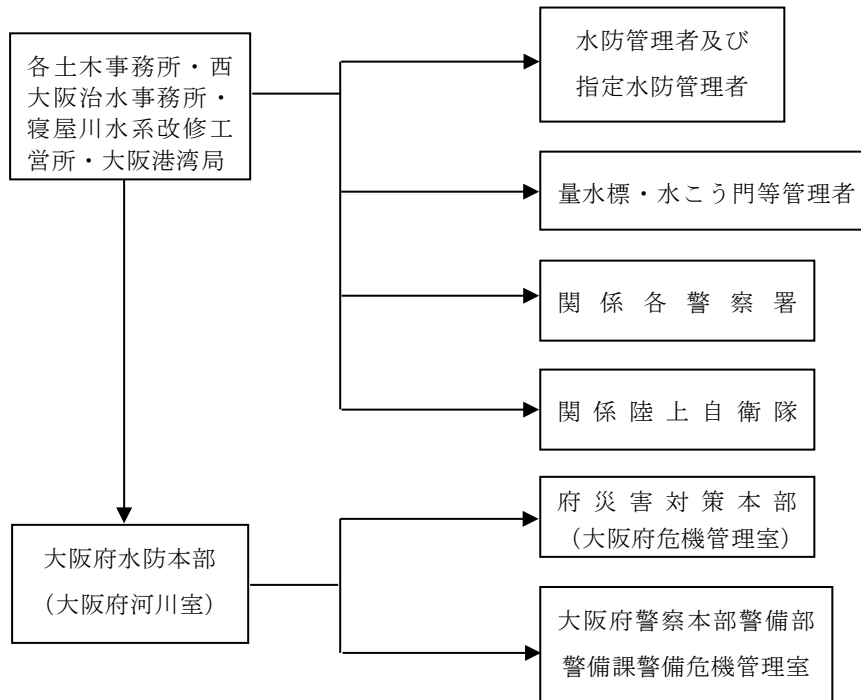 各土木事務所・西
大阪治水事務所・
寝屋川水系改修工
営所・大阪港湾局
水防管理者及び
指定水防管理者
量水標・水こう門等管理者
関係各警察署
関係陸上自衛隊
大阪府水防本部
（大阪府河川室）
府災害対策本部
（大阪府危機管理室）
大阪府警察本部警備部
警備課警備危機管理室